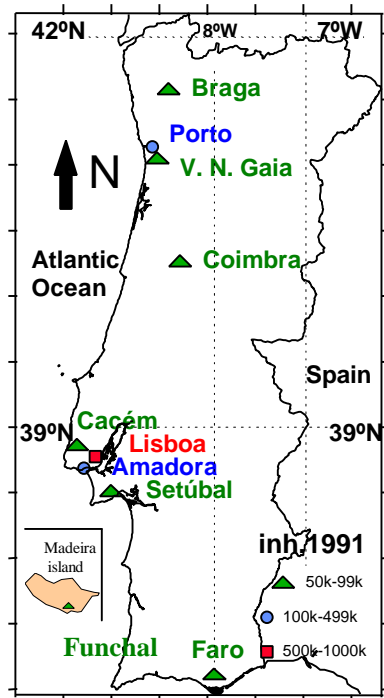 42ºN
8ºW
7ºW
Braga
Porto
V. N. Gaia
N
Atlantic
Ocean
Coimbra
Spain
39ºN
39ºN
Cacém
Lisboa
Amadora
Setúbal
Madeira
island
inh.1991
50k-99k
100k-499k
500k-1000k
Funchal
Faro